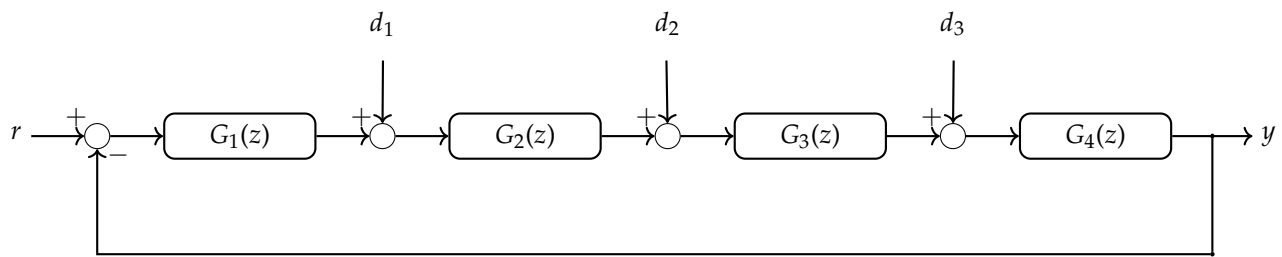 d₁ d₂ d₃
r + − G₁(z) + G₂(z) + G₃(z) + G₄(z) y